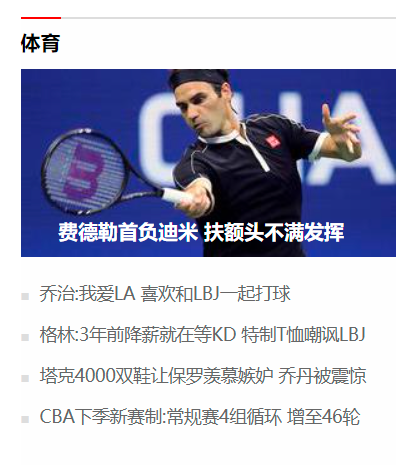 体育
CHA
W
费德勒首负迪米 扶额头不满发挥
乔治:我爱LA 喜欢和LBJ一起打球
格林:3年前降薪就在等KD 特制T恤嘲讽LBJ
塔克4000双鞋让保罗羡慕嫉妒 乔丹被震惊
CBA下季新赛制:常规赛4组循环 增至46轮